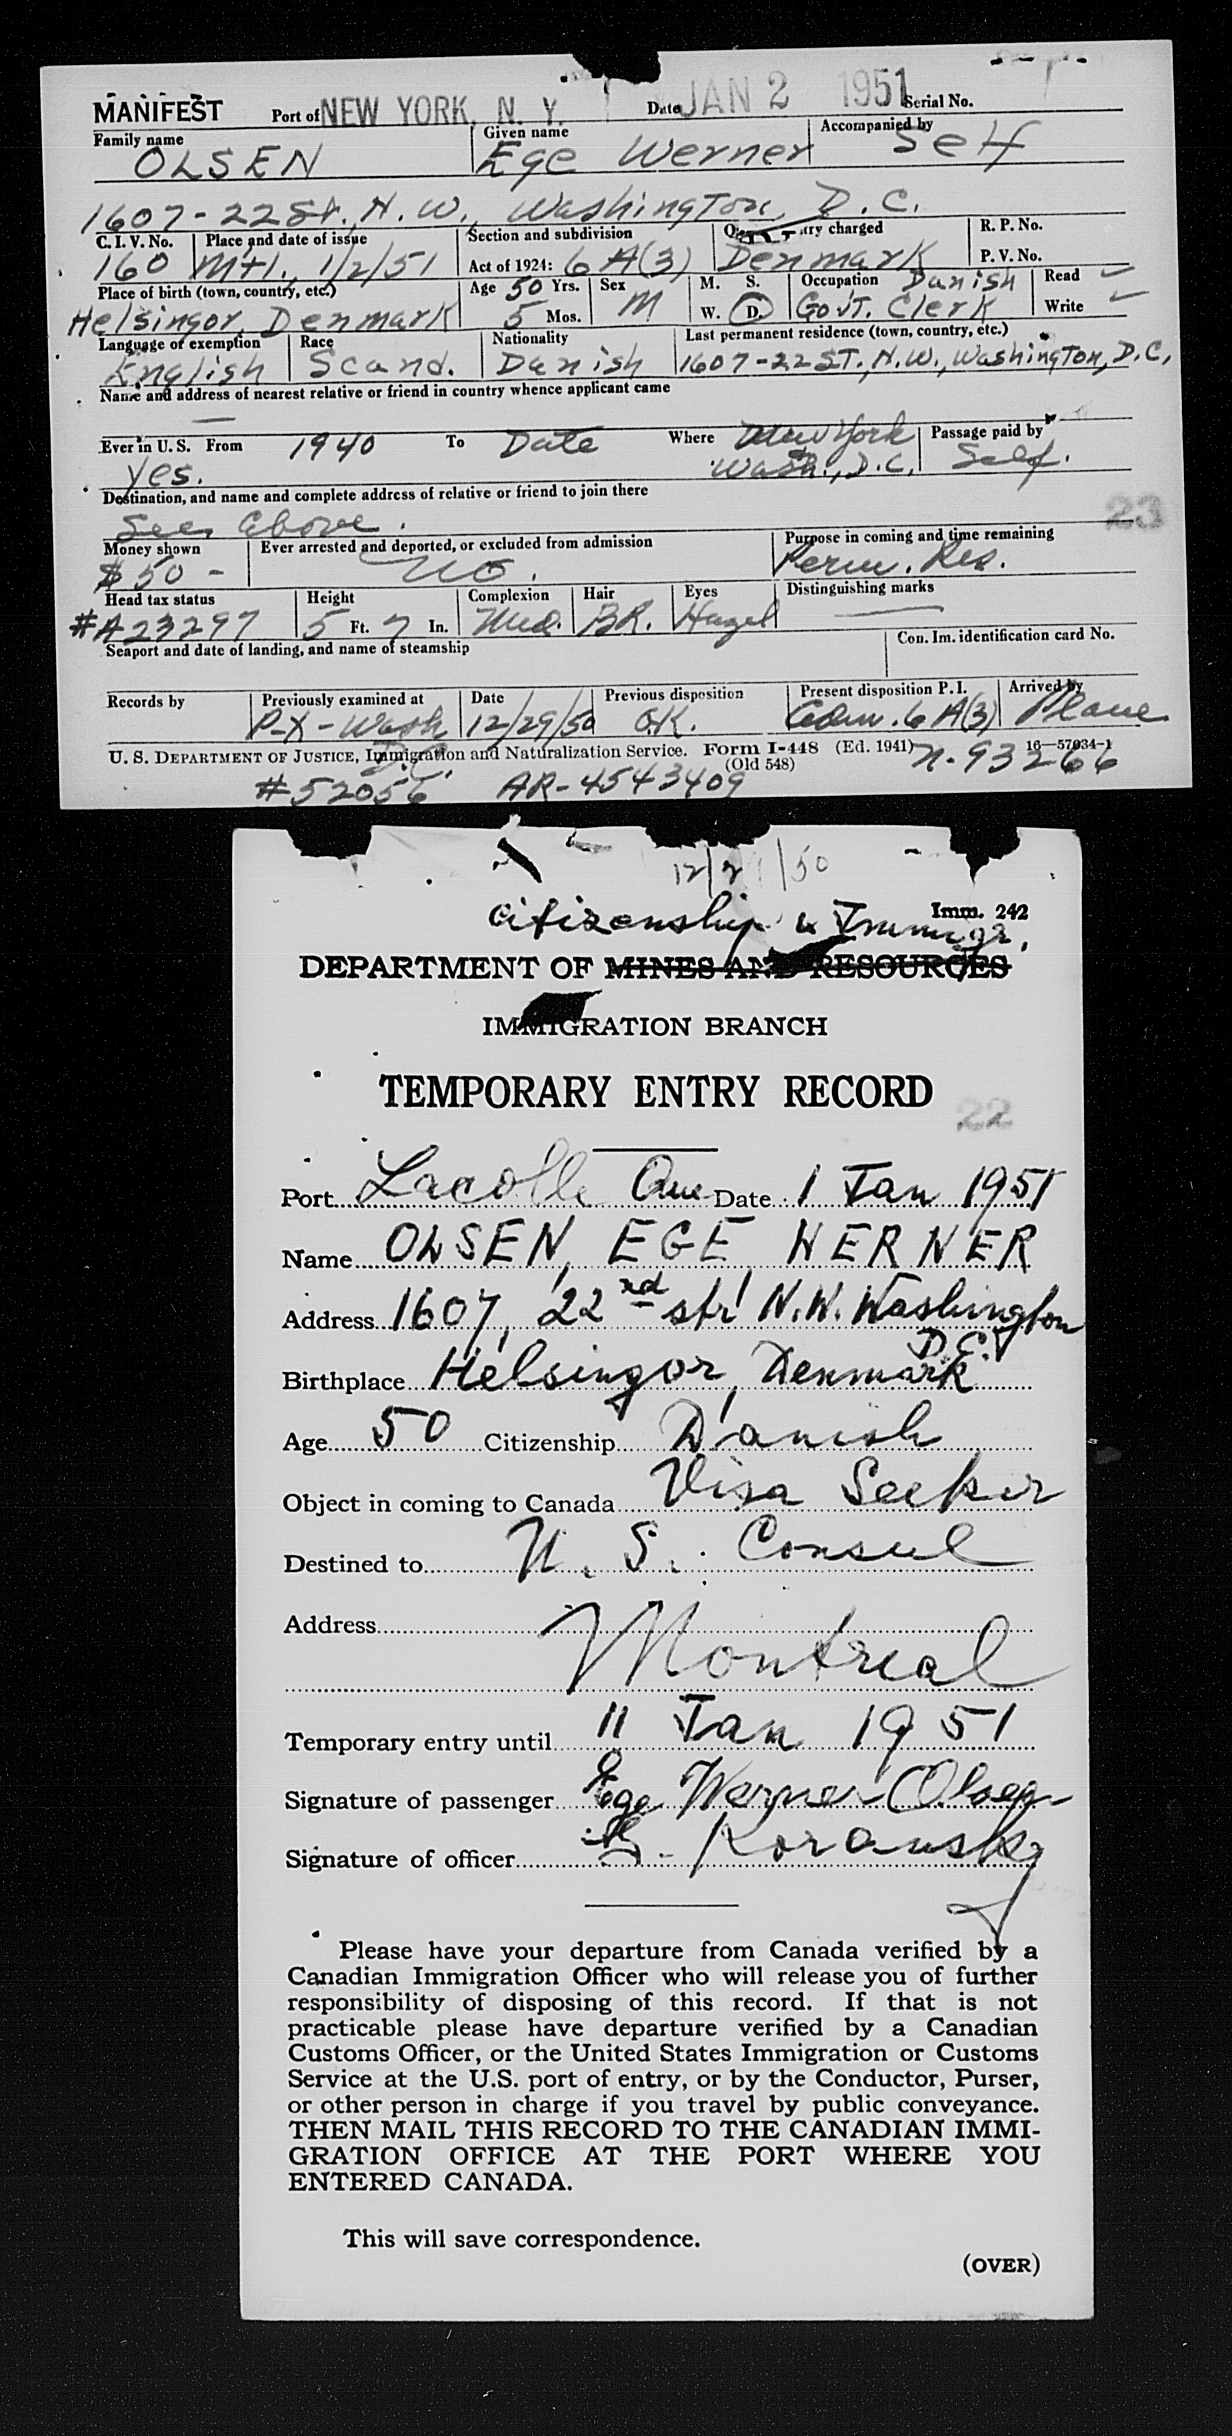 MANIFEST Port of NEW YORK, N. Y. Date JAN 2 1951 Serial No.
Family name Given name Accompanied by
OLSEN Ege Werner Self
1607-22 St. N.W., Washington, D.C.
C. I. V. No. Place and date of issue Section and subdivision charged R. P. No.
160 Mtl. 1/2/51 Act of 1924: 6A(3) Denmark P. V. No.
Place of birth (town, country, etc.) Age 50 Yrs. Sex M. S. Occupation Danish Read ✓
Helsingor, Denmark 5 Mos. M W. D. Gov't. Clerk Write ✓
Language or exemption Race Nationality Last permanent residence (town, country, etc.)
English Scand. Danish 1607-22 ST., N.W., Washington, D.C.
Name and address of nearest relative or friend in country whence applicant came
—
Ever in U. S. From 1940 To Date Where New York Passage paid by
Yes. Wash., D.C. Self.
Destination, and name and complete address of relative or friend to join there
See above. 23
Money shown Ever arrested and deported, or excluded from admission Purpose in coming and time remaining
$50- No. Perm. Res.
Head tax status Height Complexion Hair Eyes Distinguishing marks
#A23297 5 Ft. 7 In. Med. BR. Hazel —
Seaport and date of landing, and name of steamship Con. Im. identification card No.
Records by Previously examined at Date Previous disposition Present disposition P. I. Arrived by
P-X-Wash 12/29/50 O.K. Adm. 6A(3) Plane
D.C.
U. S. DEPARTMENT OF JUSTICE, Immigration and Naturalization Service. Form I-448 (Ed. 1941) 16—57034-1
(Old 548) N-93266
#52056 AR-4543409
12/2 /50
Citizenship & Immigr. Imm. 242
DEPARTMENT OF MINES AND RESOURCES
IMMIGRATION BRANCH
TEMPORARY ENTRY RECORD
22
Port Lacolle Que Date 1 Jan 1951
Name OLSEN, EGE WERNER
Address 1607, 22nd str. N.W. Washington
D.C.
Birthplace Helsingor, Denmark
Age 50 Citizenship Danish
Object in coming to Canada Visa Seeker
Destined to U. S. Consul
Address Montreal
Temporary entry until 11 Jan 1951
Signature of passenger Ege Werner Olsen
Signature of officer Koransky
Please have your departure from Canada verified by a
Canadian Immigration Officer who will release you of further
responsibility of disposing of this record. If that is not
practicable please have departure verified by a Canadian
Customs Officer, or the United States Immigration or Customs
Service at the U.S. port of entry, or by the Conductor, Purser,
or other person in charge if you travel by public conveyance.
THEN MAIL THIS RECORD TO THE CANADIAN IMMI-
GRATION OFFICE AT THE PORT WHERE YOU
ENTERED CANADA.
This will save correspondence.
(OVER)